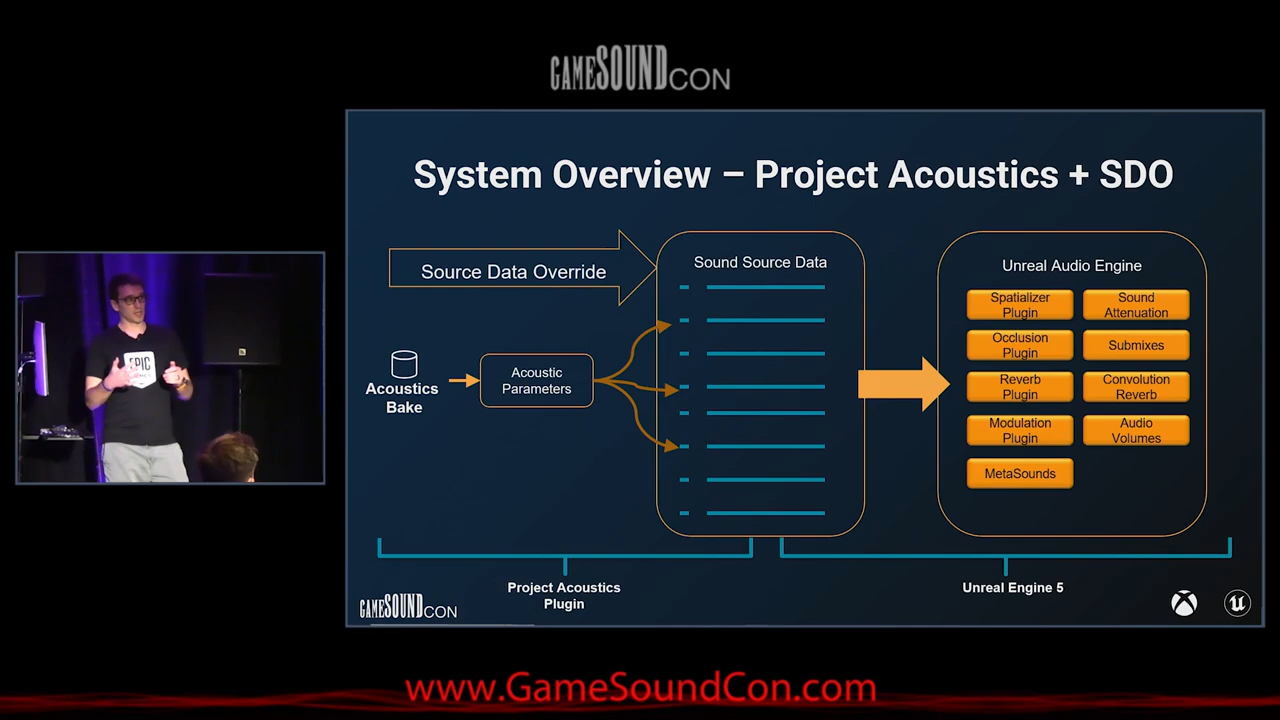 GAMESOUNDCON
System Overview – Project Acoustics + SDO
Source Data Override
Acoustics
Bake
Acoustic
Parameters
Sound Source Data
Unreal Audio Engine
Spatializer
Plugin
Sound
Attenuation
Occlusion
Plugin
Submixes
Reverb
Plugin
Convolution
Reverb
Modulation
Plugin
Audio
Volumes
MetaSounds
Project Acoustics
Plugin
Unreal Engine 5
GAMESOUNDCON
EPIC
www.GameSoundCon.com